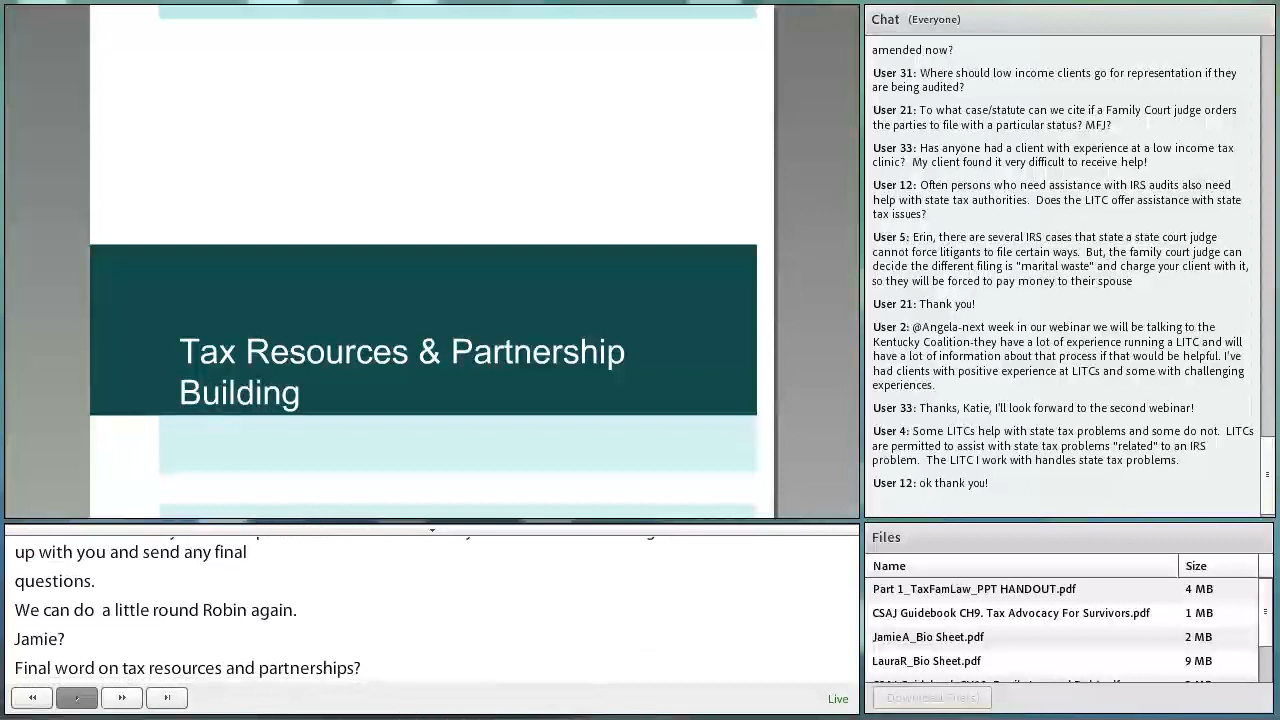 Tax Resources & Partnership
Building
up with you and send any final
questions.
We can do a little round Robin again.
Jamie?
Final word on tax resources and partnerships?
Live
Chat (Everyone)
amended now?
User 31: Where should low income clients go for representation if they
are being audited?
User 21: To what case/statute can we cite if a Family Court judge orders
the parties to file with a particular status? MFJ?
User 33: Has anyone had a client with experience at a low income tax
clinic? My client found it very difficult to receive help!
User 12: Often persons who need assistance with IRS audits also need
help with state tax authorities. Does the LITC offer assistance with state
tax issues?
User 5: Erin, there are several IRS cases that state a state court judge
cannot force litigants to file certain ways. But, the family court judge can
decide the different filing is "marital waste" and charge your client with it,
so they will be forced to pay money to their spouse
User 21: Thank you!
User 2: @Angela-next week in our webinar we will be talking to the
Kentucky Coalition-they have a lot of experience running a LITC and will
have a lot of information about that process if that would be helpful. I've
had clients with positive experience at LITCs and some with challenging
experiences.
User 33: Thanks, Katie, I'll look forward to the second webinar!
User 4: Some LITCs help with state tax problems and some do not. LITCs
are permitted to assist with state tax problems "related" to an IRS
problem. The LITC I work with handles state tax problems.
User 12: ok thank you!
Files
Name Size
Part 1_TaxFamLaw_PPT HANDOUT.pdf 4 MB
CSAJ Guidebook CH9. Tax Advocacy For Survivors.pdf 1 MB
JamieA_Bio Sheet.pdf 2 MB
LauraR_Bio Sheet.pdf 9 MB
Download File(s)